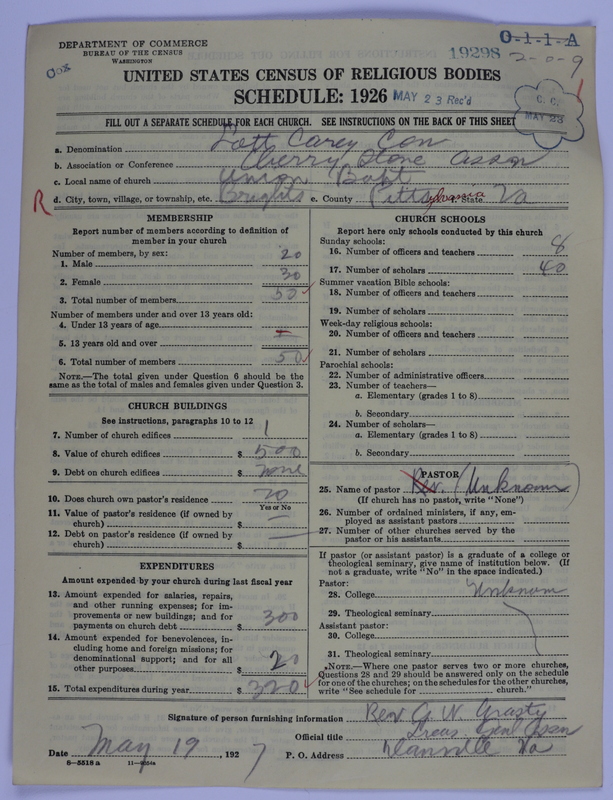 DEPARTMENT OF COMMERCE
BUREAU OF THE CENSUS
WASHINGTON
O-1-1-A
19298
2-0-9
UNITED STATES CENSUS OF RELIGIOUS BODIES
SCHEDULE: 1926 MAY 23 Rec'd
C. C.
MAY 23
FILL OUT A SEPARATE SCHEDULE FOR EACH CHURCH. SEE INSTRUCTIONS ON THE BACK OF THIS SHEET
a. Denomination Lott Carey Con
b. Association or Conference Cherry Stone Assn
c. Local name of church Union Bapt
R d. City, town, village, or township, etc. Brights e. County Pittsylvania f. State Va
MEMBERSHIP
Report number of members according to definition of member in your church
Number of members, by sex:
1. Male 20
2. Female 30
3. Total number of members 50
Number of members under and over 13 years old:
4. Under 13 years of age
5. 13 years old and over
6. Total number of members 50
NOTE.—The total given under Question 6 should be the same as the total of males and females given under Question 3.
CHURCH BUILDINGS
See instructions, paragraphs 10 to 12
7. Number of church edifices 1
8. Value of church edifices $ 500
9. Debt on church edifices $ none
10. Does church own pastor's residence no
Yes or No
11. Value of pastor's residence (if owned by church) $
12. Debt on pastor's residence (if owned by church) $
EXPENDITURES
Amount expended by your church during last fiscal year
13. Amount expended for salaries, repairs, and other running expenses; for improvements or new buildings; and for payments on church debt $ 300
14. Amount expended for benevolences, including home and foreign missions; for denominational support; and for all other purposes $ 20
15. Total expenditures during year $ 320
CHURCH SCHOOLS
Report here only schools conducted by this church
Sunday schools:
16. Number of officers and teachers 8
17. Number of scholars 40
Summer vacation Bible schools:
18. Number of officers and teachers
19. Number of scholars
Week-day religious schools:
20. Number of officers and teachers
21. Number of scholars
Parochial schools:
22. Number of administrative officers
23. Number of teachers—
a. Elementary (grades 1 to 8)
b. Secondary
24. Number of scholars—
a. Elementary (grades 1 to 8)
b. Secondary
PASTOR
25. Name of pastor Rev. (Unknown)
(If church has no pastor, write "None")
26. Number of ordained ministers, if any, employed as assistant pastors
27. Number of other churches served by the pastor or his assistants
If pastor (or assistant pastor) is a graduate of a college or theological seminary, give name of institution below. (If not a graduate, write "No" in the space indicated.)
Pastor:
28. College Unknown
29. Theological seminary
Assistant pastor:
30. College
31. Theological seminary
NOTE.—Where one pastor serves two or more churches, Questions 28 and 29 should be answered only on the schedule for one of the churches; on the schedules for the other churches, write "See schedule for church."
Signature of person furnishing information Rev. G. W. Grasty
Official title
Date May 19, 1927 P. O. Address Danville Va
8-5518 a